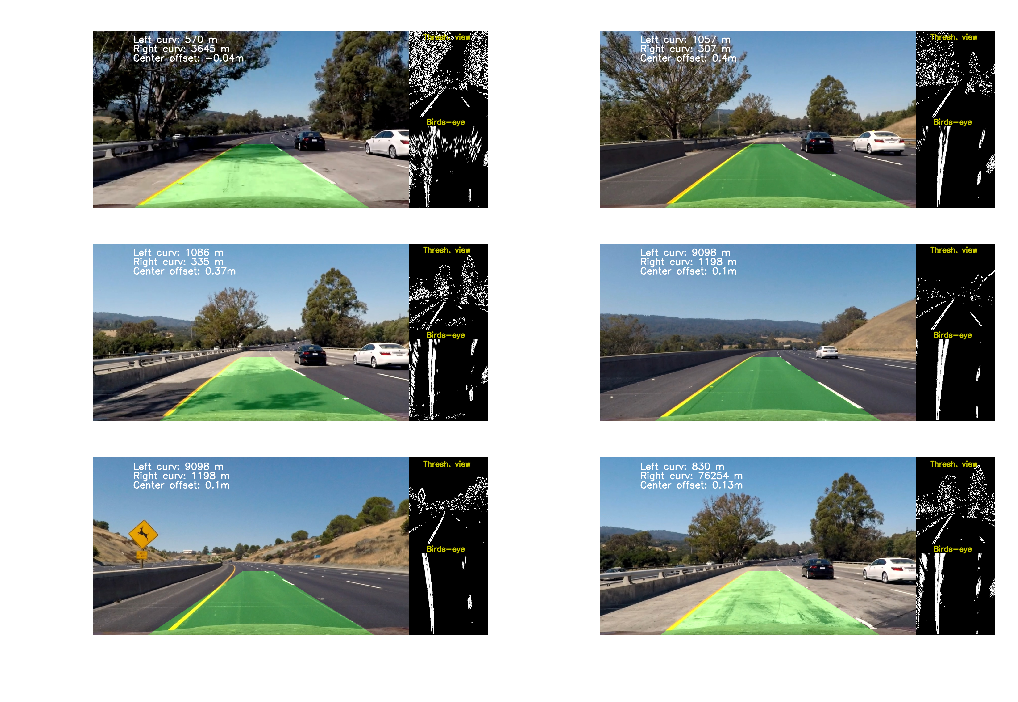 Left curv: 570 m
Right curv: 3645 m
Center offset: -0.04m
Thresh. view
Birds-eye
Left curv: 1057 m
Right curv: 307 m
Center offset: 0.4m
Thresh. view
Birds-eye
Left curv: 1086 m
Right curv: 335 m
Center offset: 0.37m
Thresh. view
Birds-eye
Left curv: 9098 m
Right curv: 1198 m
Center offset: 0.1m
Thresh. view
Birds-eye
Left curv: 9098 m
Right curv: 1198 m
Center offset: 0.1m
Thresh. view
Birds-eye
Left curv: 830 m
Right curv: 76254 m
Center offset: 0.13m
Thresh. view
Birds-eye